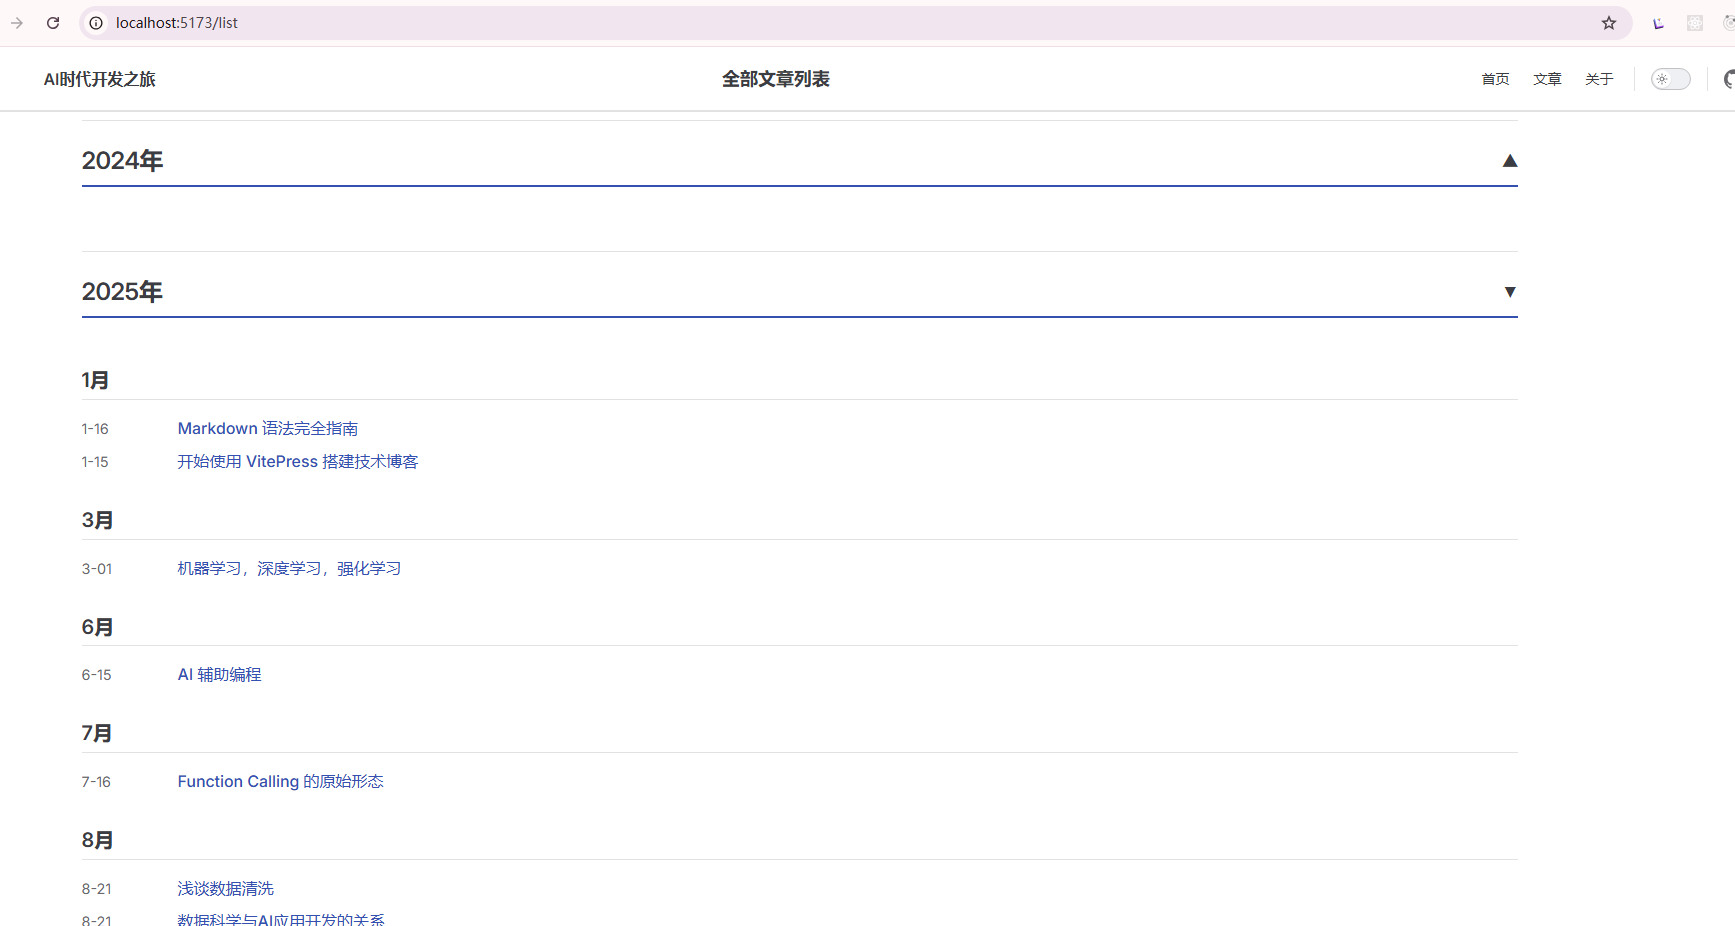 localhost:5173/list
AI时代开发之旅
全部文章列表
首页 文章 关于
2024年 ▲
2025年 ▼
1月
1-16 Markdown 语法完全指南
1-15 开始使用 VitePress 搭建技术博客
3月
3-01 机器学习，深度学习，强化学习
6月
6-15 AI 辅助编程
7月
7-16 Function Calling 的原始形态
8月
8-21 浅谈数据清洗
8-21 数据科学与AI应用开发的关系